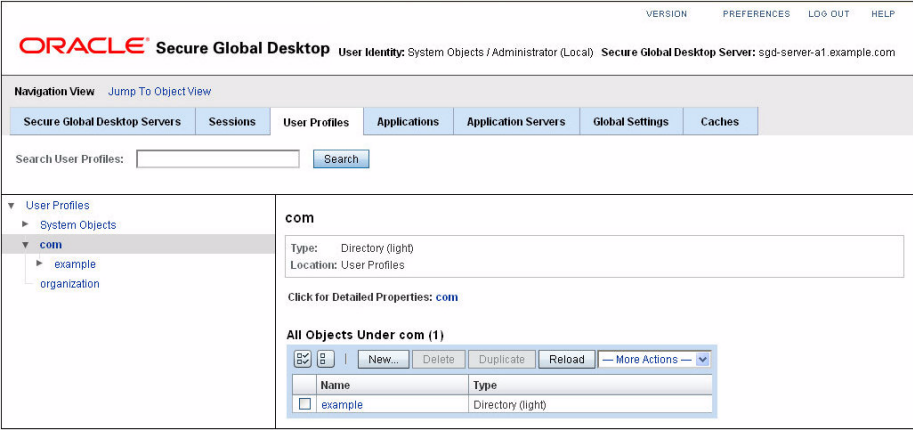 VERSION PREFERENCES LOG OUT HELP
ORACLE® Secure Global Desktop User Identity: System Objects / Administrator (Local) Secure Global Desktop Server: sgd-server-a1.example.com
Navigation View Jump To Object View
Secure Global Desktop Servers Sessions User Profiles Applications Application Servers Global Settings Caches
Search User Profiles: Search
User Profiles
System Objects
com
example
organization
com
Type: Directory (light)
Location: User Profiles
Click for Detailed Properties: com
All Objects Under com (1)
New... Delete Duplicate Reload — More Actions —
Name Type
example Directory (light)